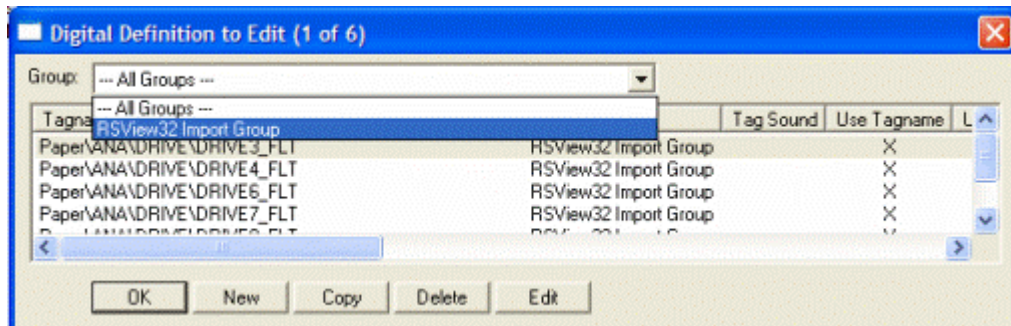 Digital Definition to Edit (1 of 6)
Group: --- All Groups ---
--- All Groups ---
RSView32 Import Group
Tagna Tag Sound Use Tagname L
Paper\ANA\DRIVE\DRIVE3_FLT RSView32 Import Group X
Paper\ANA\DRIVE\DRIVE4_FLT RSView32 Import Group X
Paper\ANA\DRIVE\DRIVE6_FLT RSView32 Import Group X
Paper\ANA\DRIVE\DRIVE7_FLT RSView32 Import Group X
OK New Copy Delete Edit